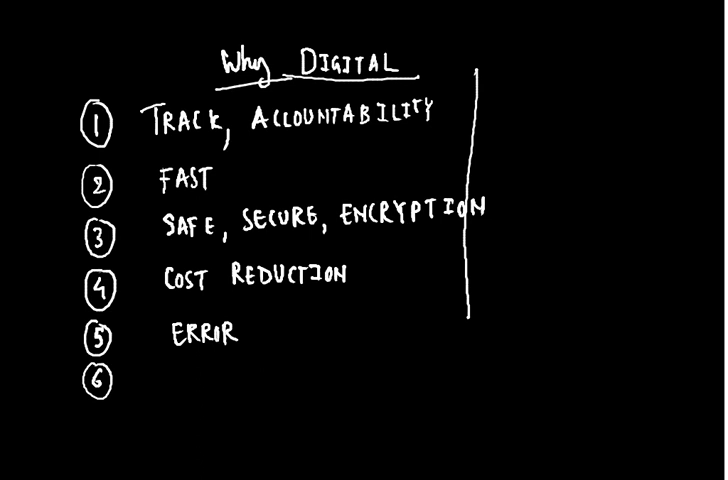 Why DIGITAL
1 TRACK, ACCOUNTABILITY
2 FAST
3 SAFE, SECURE, ENCRYPTION
4 COST REDUCTION
5 ERROR
6